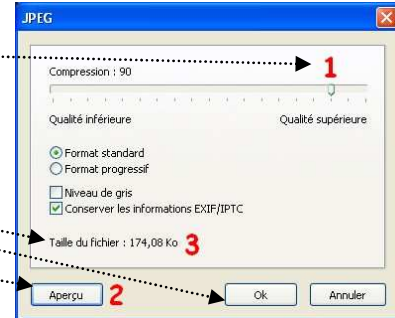 JPEG
1
Compression : 90
Qualité inférieure Qualité supérieure
Format standard
Format progressif
Niveau de gris
Conserver les informations EXIF/IPTC
Taille du fichier : 174,08 Ko 3
Aperçu 2 Ok Annuler